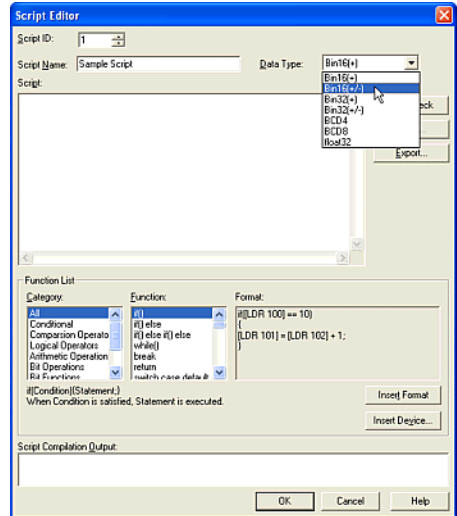 Script Editor
Script ID: 1
Script Name: Sample Script Data Type: Bin16(+)
Bin16(+)
Bin16(+/-)
Bin32(+)
Bin32(+/-)
BCD4
BCD8
float32
Script:
eck
...
Export...
Function List
Category: Function: Format:
All if() if([LDR 100] == 10)
Conditional if() else {
Comparsion Operato if() else if() else [LDR 101] = [LDR 102] + 1;
Logical Operators while() }
Arithmetic Operation break
Bit Operations return
Bit Functions switch case default
if(Condition){Statement;}
When Condition is satisfied, Statement is executed.
Insert Format
Insert Device...
Script Compilation Output:
OK Cancel Help